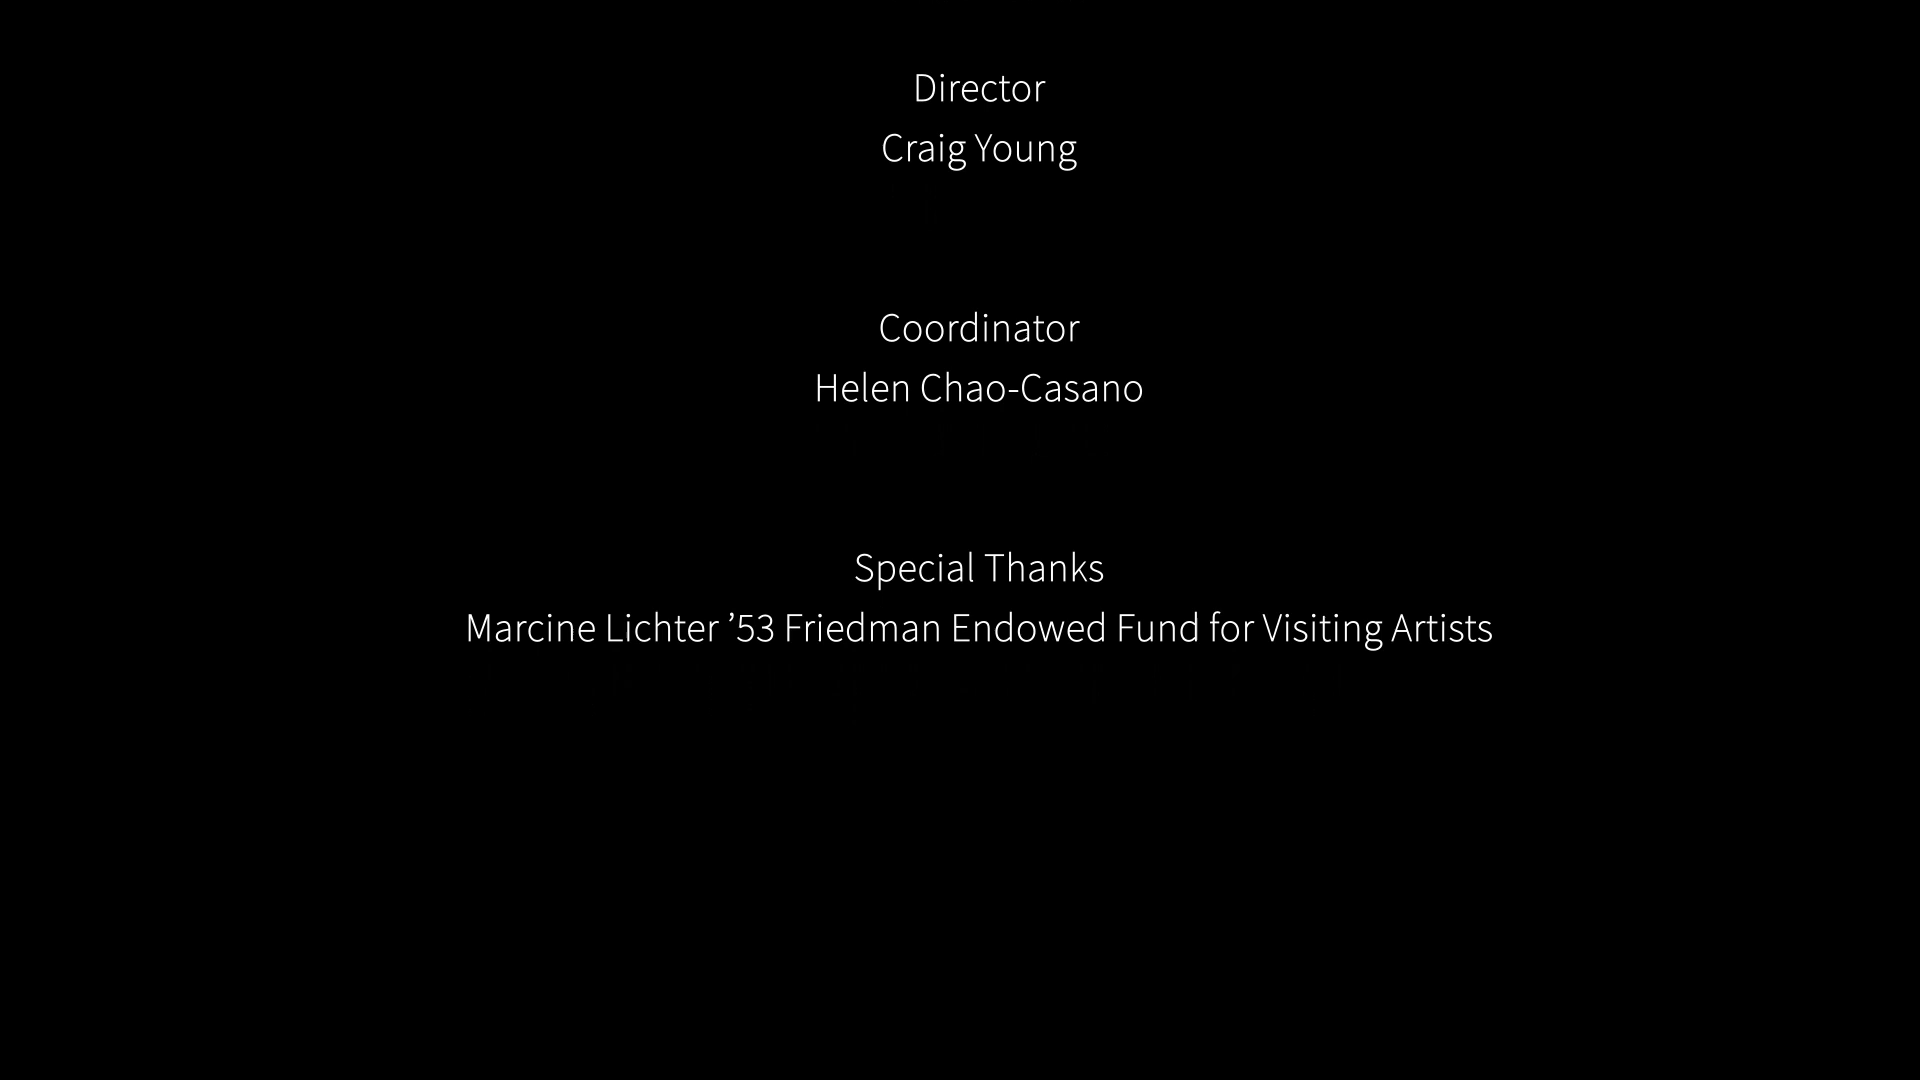 Director
Craig Young
Coordinator
Helen Chao-Casano
Special Thanks
Marcine Lichter ’53 Friedman Endowed Fund for Visiting Artists